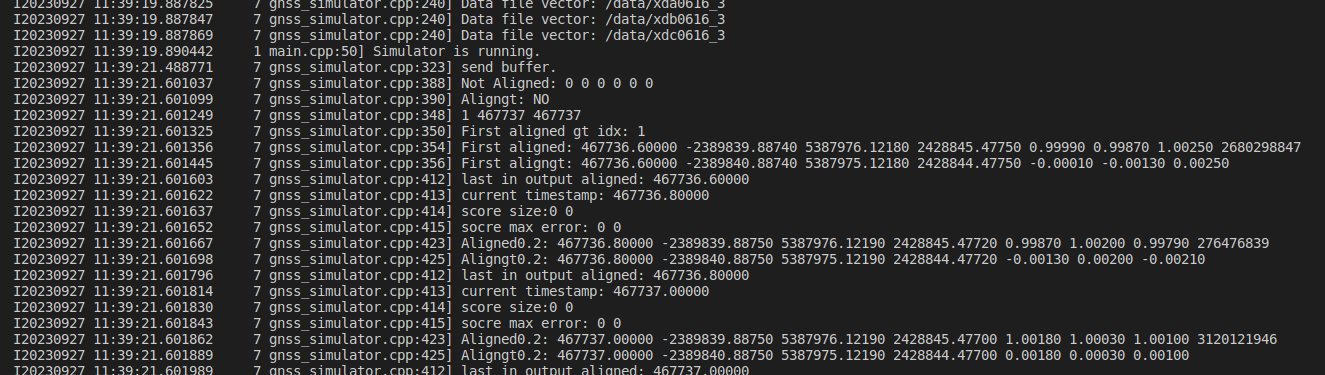 I20230927 11:39:19.887825     7 gnss_simulator.cpp:240] Data file vector: /data/xda0616_3
I20230927 11:39:19.887847     7 gnss_simulator.cpp:240] Data file vector: /data/xdb0616_3
I20230927 11:39:19.887869     7 gnss_simulator.cpp:240] Data file vector: /data/xdc0616_3
I20230927 11:39:19.890442     1 main.cpp:50] Simulator is running.
I20230927 11:39:21.488771     7 gnss_simulator.cpp:323] send buffer.
I20230927 11:39:21.601037     7 gnss_simulator.cpp:388] Not Aligned: 0 0 0 0 0 0
I20230927 11:39:21.601099     7 gnss_simulator.cpp:390] Aligngt: NO
I20230927 11:39:21.601249     7 gnss_simulator.cpp:348] 1 467737 467737
I20230927 11:39:21.601325     7 gnss_simulator.cpp:350] First aligned gt idx: 1
I20230927 11:39:21.601356     7 gnss_simulator.cpp:354] First aligned: 467736.60000 -2389839.88740 5387976.12180 2428845.47750 0.99990 0.99870 1.00250 2680298847
I20230927 11:39:21.601445     7 gnss_simulator.cpp:356] First aligngt: 467736.60000 -2389840.88740 5387975.12180 2428844.47750 -0.00010 -0.00130 0.00250
I20230927 11:39:21.601603     7 gnss_simulator.cpp:412] last in output aligned: 467736.60000
I20230927 11:39:21.601622     7 gnss_simulator.cpp:413] current timestamp: 467736.80000
I20230927 11:39:21.601637     7 gnss_simulator.cpp:414] score size:0 0
I20230927 11:39:21.601652     7 gnss_simulator.cpp:415] socre max error: 0 0
I20230927 11:39:21.601667     7 gnss_simulator.cpp:423] Aligned0.2: 467736.80000 -2389839.88750 5387976.12190 2428845.47720 0.99870 1.00200 0.99790 276476839
I20230927 11:39:21.601698     7 gnss_simulator.cpp:425] Aligngt0.2: 467736.80000 -2389840.88750 5387975.12190 2428844.47720 -0.00130 0.00200 -0.00210
I20230927 11:39:21.601796     7 gnss_simulator.cpp:412] last in output aligned: 467736.80000
I20230927 11:39:21.601814     7 gnss_simulator.cpp:413] current timestamp: 467737.00000
I20230927 11:39:21.601830     7 gnss_simulator.cpp:414] score size:0 0
I20230927 11:39:21.601843     7 gnss_simulator.cpp:415] socre max error: 0 0
I20230927 11:39:21.601862     7 gnss_simulator.cpp:423] Aligned0.2: 467737.00000 -2389839.88750 5387976.12190 2428845.47700 1.00180 1.00030 1.00100 3120121946
I20230927 11:39:21.601889     7 gnss_simulator.cpp:425] Aligngt0.2: 467737.00000 -2389840.88750 5387975.12190 2428844.47700 0.00180 0.00030 0.00100
I20230927 11:39:21.601989     7 gnss_simulator.cpp:412] last in output aligned: 467737.00000